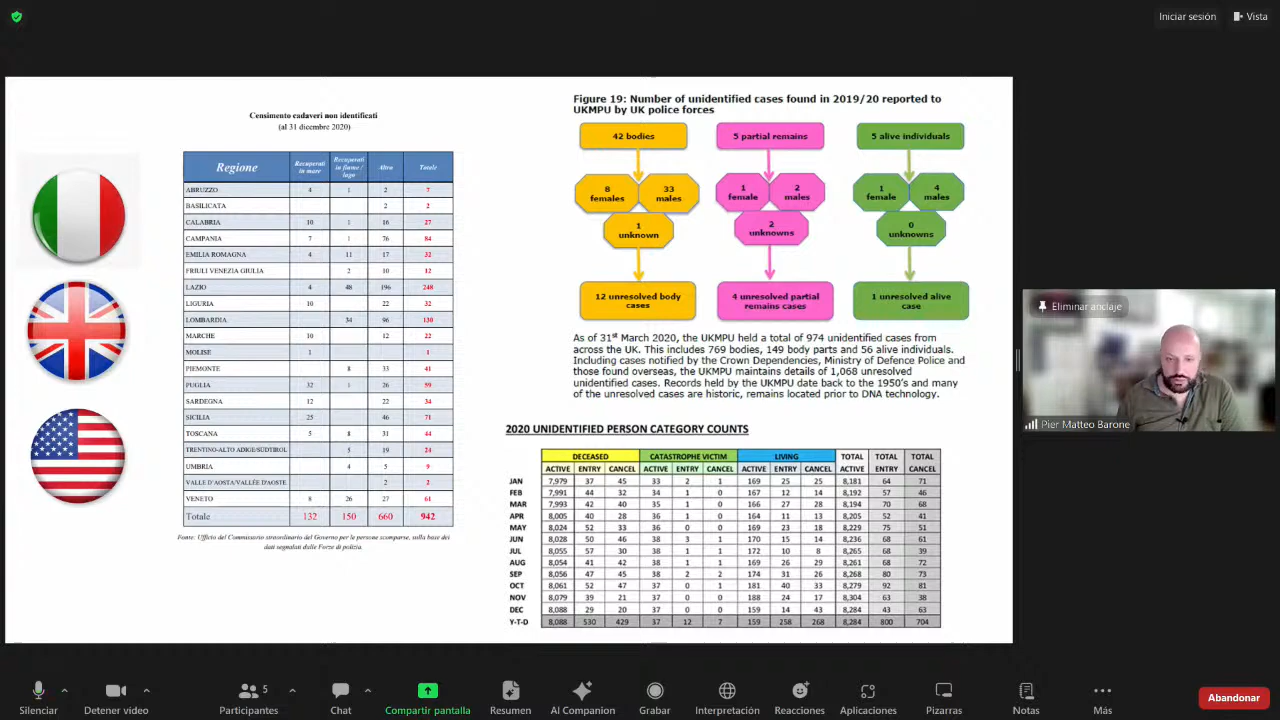 Iniciar sesión
Vista
Censimento cadaveri non identificati
(al 31 dicembre 2020)
Regione Recuperati in mare Recuperati in fiume / lago Altro Totale
ABRUZZO 4 1 2 7
BASILICATA 2 2
CALABRIA 10 1 16 27
CAMPANIA 7 1 76 84
EMILIA ROMAGNA 4 11 17 32
FRIULI VENEZIA GIULIA 2 10 12
LAZIO 4 48 196 248
LIGURIA 10 22 32
LOMBARDIA 34 96 130
MARCHE 10 12 22
MOLISE 1 1
PIEMONTE 8 33 41
PUGLIA 32 1 26 59
SARDEGNA 12 22 34
SICILIA 25 46 71
TOSCANA 5 8 31 44
TRENTINO-ALTO ADIGE/SÜDTIROL 5 19 24
UMBRIA 4 5 9
VALLE D'AOSTA/VALLÉE D'AOSTE 2 2
VENETO 8 26 27 61
Totale 132 150 660 942
Fonte: Ufficio del Commissario straordinario del Governo per le persone scomparse, sulla base dei
dati segnalati dalle Forze di polizia.
Figure 19: Number of unidentified cases found in 2019/20 reported to
UKMPU by UK police forces
42 bodies 5 partial remains 5 alive individuals
8 females 33 males 1 female 2 males 1 female 4 males
1 unknown 2 unknowns 0 unknowns
12 unresolved body cases 4 unresolved partial remains cases 1 unresolved alive case
As of 31st March 2020, the UKMPU held a total of 974 unidentified cases from
across the UK. This includes 769 bodies, 149 body parts and 56 alive individuals.
Including cases notified by the Crown Dependencies, Ministry of Defence Police and
those found overseas, the UKMPU maintains details of 1,068 unresolved
unidentified cases. Records held by the UKMPU date back to the 1950's and many
of the unresolved cases are historic, remains located prior to DNA technology.
2020 UNIDENTIFIED PERSON CATEGORY COUNTS
DECEASED CATASTROPHE VICTIM LIVING TOTAL TOTAL TOTAL
ACTIVE ENTRY CANCEL ACTIVE ENTRY CANCEL ACTIVE ENTRY CANCEL ACTIVE ENTRY CANCEL
JAN 7,979 37 45 33 2 1 169 25 25 8,181 64 71
FEB 7,991 44 32 34 1 0 167 12 14 8,192 57 46
MAR 7,993 42 40 35 1 0 166 27 28 8,194 70 68
APR 8,005 40 28 36 1 0 164 11 13 8,205 52 41
MAY 8,024 52 33 36 0 0 169 23 18 8,229 75 51
JUN 8,028 50 46 38 3 1 170 15 14 8,236 68 61
JUL 8,055 57 30 38 1 1 172 10 8 8,265 68 39
AUG 8,054 41 42 38 1 1 169 26 29 8,261 68 72
SEP 8,056 47 45 38 2 2 174 31 26 8,268 80 73
OCT 8,061 52 47 37 0 1 181 40 33 8,279 92 81
NOV 8,079 39 21 37 0 0 188 24 17 8,304 63 38
DEC 8,088 29 20 37 0 0 159 14 43 8,284 43 63
Y-T-D 8,088 530 429 37 12 7 159 258 268 8,284 800 704
Eliminar anclaje
Pier Matteo Barone
5
Silenciar
Detener video
Participantes
Chat
Compartir pantalla
Resumen
AI Companion
Grabar
Interpretación
Reacciones
Aplicaciones
Pizarras
Notas
Más
Abandonar